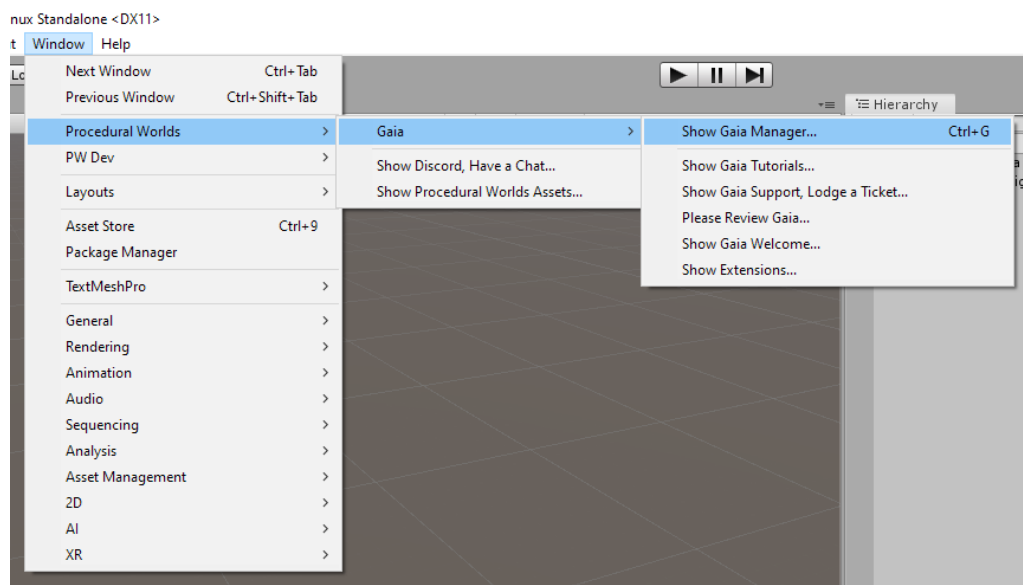 nux Standalone <DX11>
t Window Help
Lo
Next Window Ctrl+Tab
Previous Window Ctrl+Shift+Tab
Hierarchy
Procedural Worlds Gaia Show Gaia Manager... Ctrl+G
PW Dev Show Discord, Have a Chat... Show Gaia Tutorials...
Layouts Show Procedural Worlds Assets... Show Gaia Support, Lodge a Ticket...
Please Review Gaia...
Asset Store Ctrl+9
Show Gaia Welcome...
Package Manager
Show Extensions...
TextMeshPro
General
Rendering
Animation
Audio
Sequencing
Analysis
Asset Management
2D
AI
XR